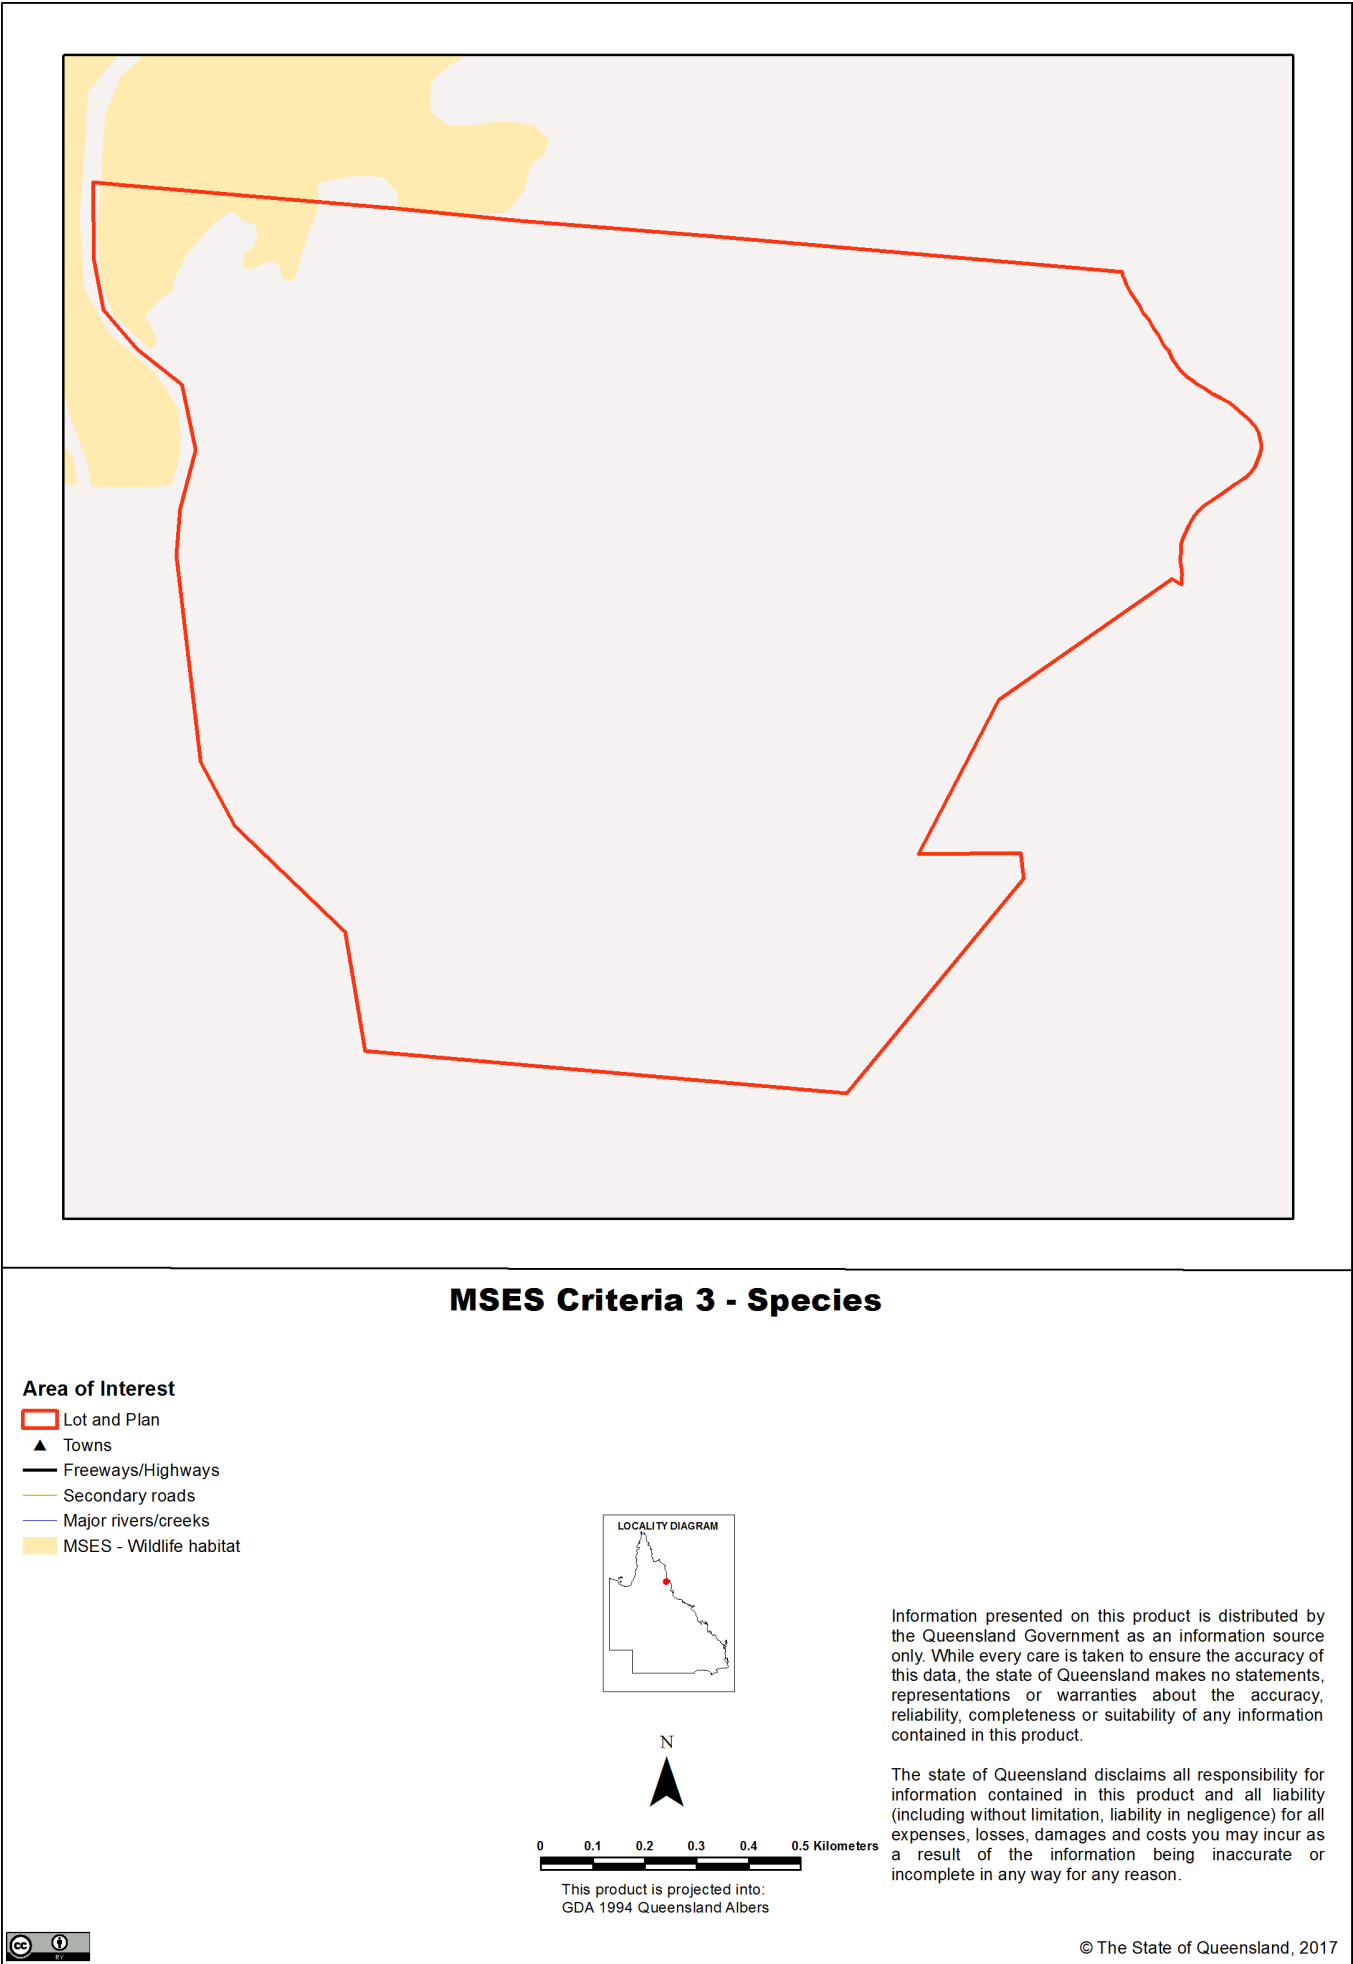 MSES Criteria 3 - Species
Area of Interest
Lot and Plan
Towns
Freeways/Highways
Secondary roads
Major rivers/creeks
MSES - Wildlife habitat
LOCALITY DIAGRAM
N
0 0.1 0.2 0.3 0.4 0.5 Kilometers
This product is projected into:
GDA 1994 Queensland Albers
Information presented on this product is distributed by
the Queensland Government as an information source
only. While every care is taken to ensure the accuracy of
this data, the state of Queensland makes no statements,
representations or warranties about the accuracy,
reliability, completeness or suitability of any information
contained in this product.
The state of Queensland disclaims all responsibility for
information contained in this product and all liability
(including without limitation, liability in negligence) for all
expenses, losses, damages and costs you may incur as
a result of the information being inaccurate or
incomplete in any way for any reason.
cc
BY
© The State of Queensland, 2017